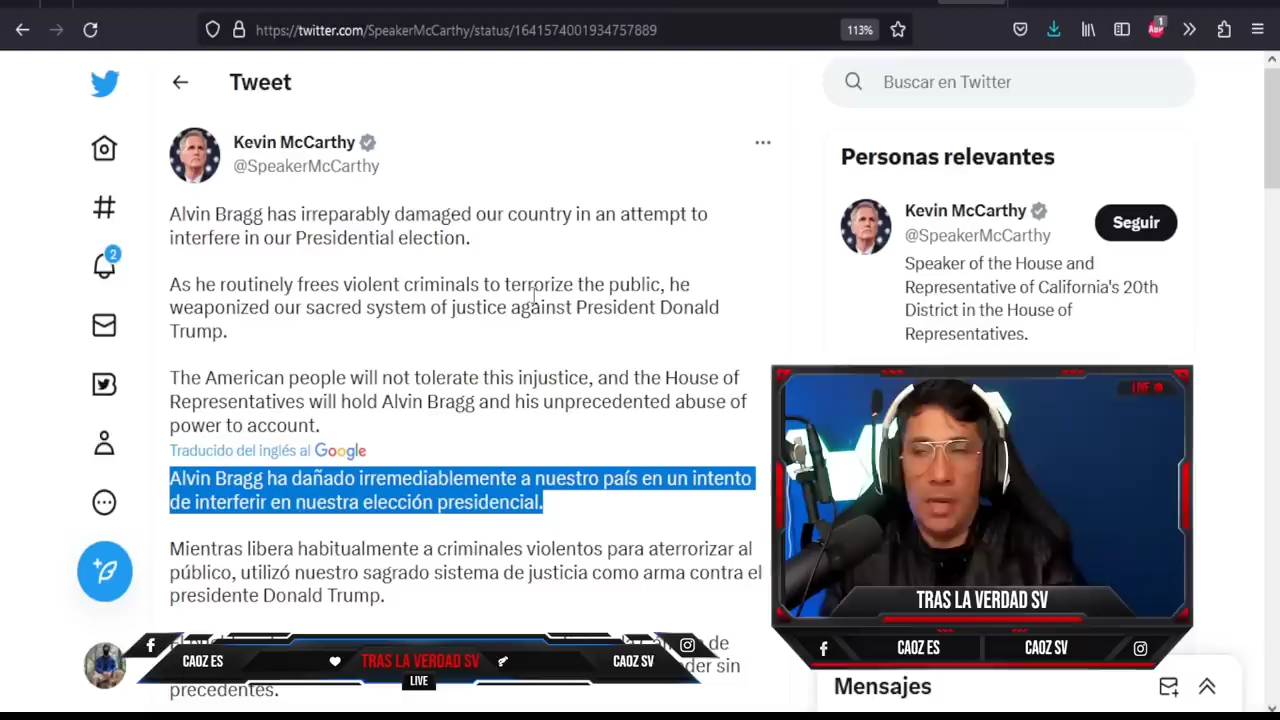 https://twitter.com/SpeakerMcCarthy/status/1641574001934757889
113%
1
ABP
Tweet
Buscar en Twitter
Kevin McCarthy
@SpeakerMcCarthy
Alvin Bragg has irreparably damaged our country in an attempt to
interfere in our Presidential election.
As he routinely frees violent criminals to terrorize the public, he
weaponized our sacred system of justice against President Donald
Trump.
The American people will not tolerate this injustice, and the House of
Representatives will hold Alvin Bragg and his unprecedented abuse of
power to account.
Traducido del inglés al Google
Alvin Bragg ha dañado irremediablemente a nuestro país en un intento
de interferir en nuestra elección presidencial.
Mientras libera habitualmente a criminales violentos para aterrorizar al
público, utilizó nuestro sagrado sistema de justicia como arma contra el
presidente Donald Trump.
de
sin
precedentes.
2
Personas relevantes
Kevin McCarthy
@SpeakerMcCarthy
Seguir
Speaker of the House and
Representative of California's 20th
District in the House of
Representatives.
LIVE
TRAS LA VERDAD SV
CAOZ ES
CAOZ SV
CAOZ ES
TRAS LA VERDAD SV
CAOZ SV
LIVE
Mensajes